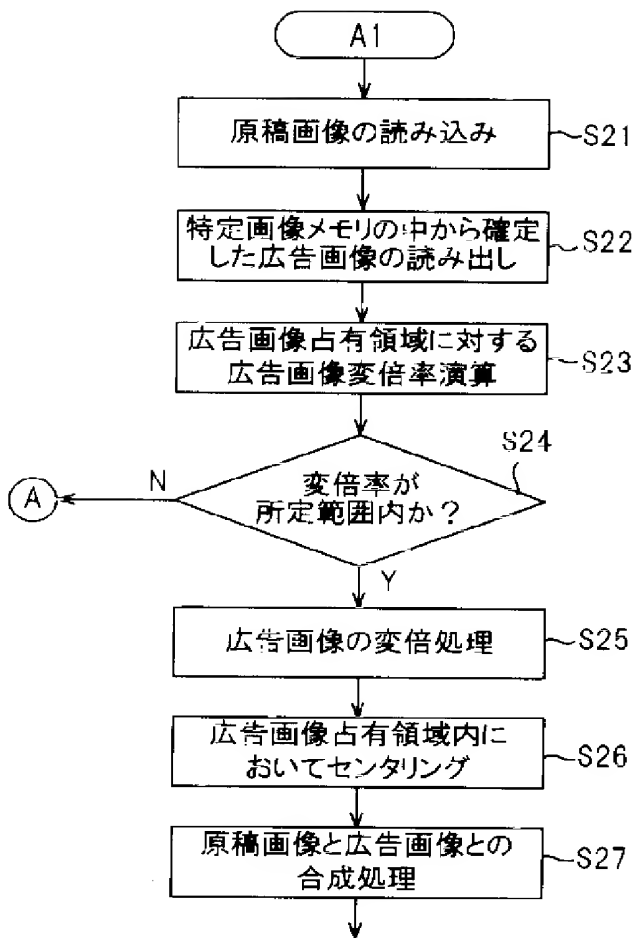 A1
原稿画像の読み込み
S21
特定画像メモリの中から確定
した広告画像の読み出し
S22
広告画像占有領域に対する
広告画像変倍率演算
S23
S24
変倍率が
所定範囲内か?
N
A
Y
広告画像の変倍処理
S25
広告画像占有領域内に
おいてセンタリング
S26
原稿画像と広告画像との
合成処理
S27